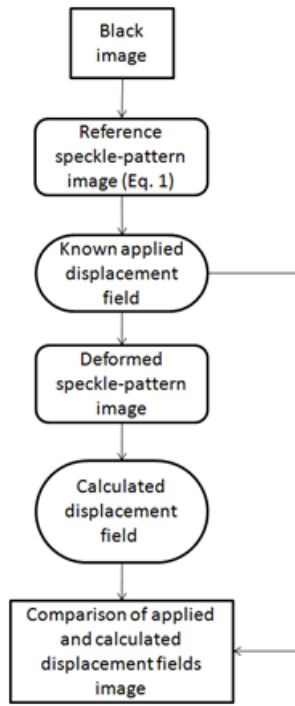 Black
image
Reference
speckle-pattern
image (Eq. 1)
Known applied
displacement
field
Deformed
speckle-pattern
image
Calculated
displacement
field
Comparison of applied
and calculated
displacement fields
image